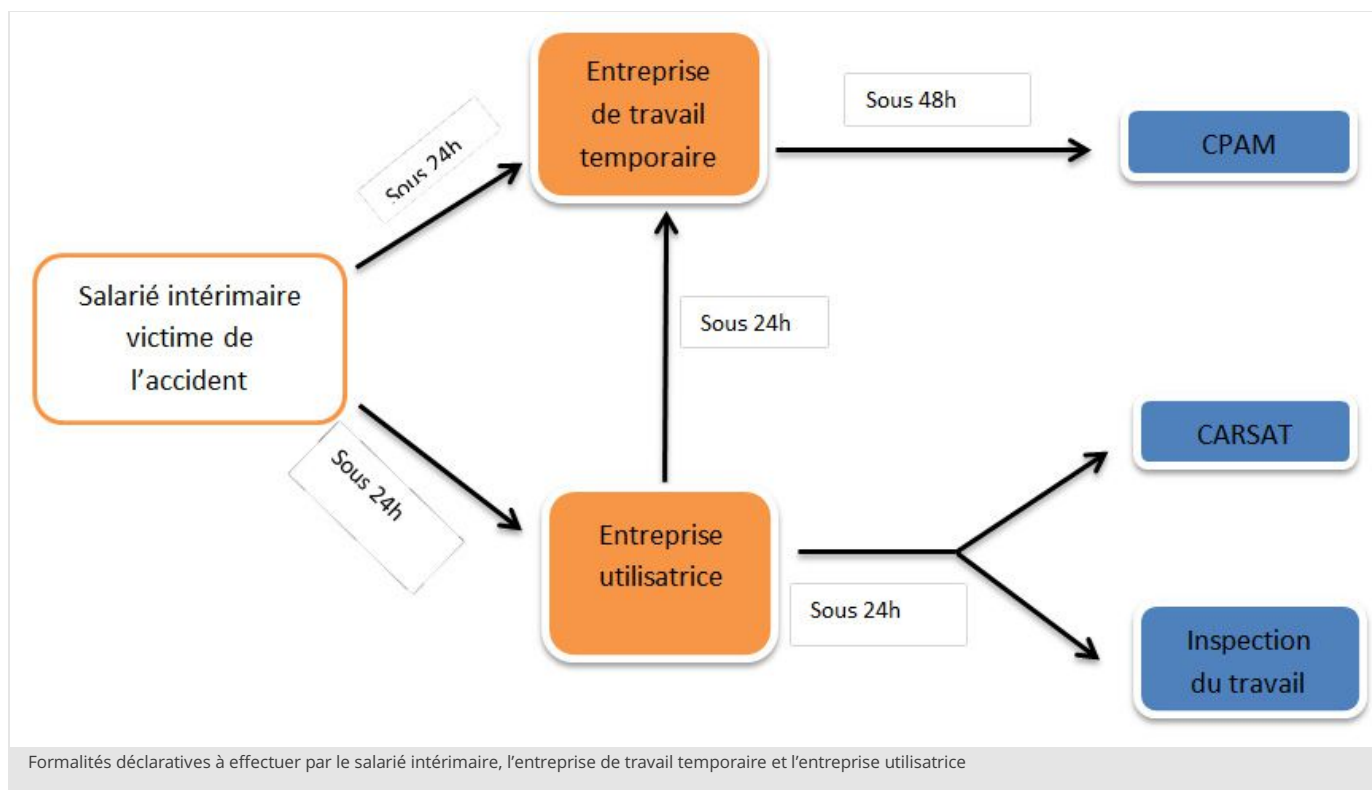 Entreprise
de travail
temporaire
Sous 48h
CPAM
Sous 24h
Salarié intérimaire
victime de
l'accident
Sous 24h
Sous 24h
CARSAT
Entreprise
utilisatrice
Sous 24h
Inspection
du travail
Formalités déclaratives à effectuer par le salarié intérimaire, l'entreprise de travail temporaire et l'entreprise utilisatrice